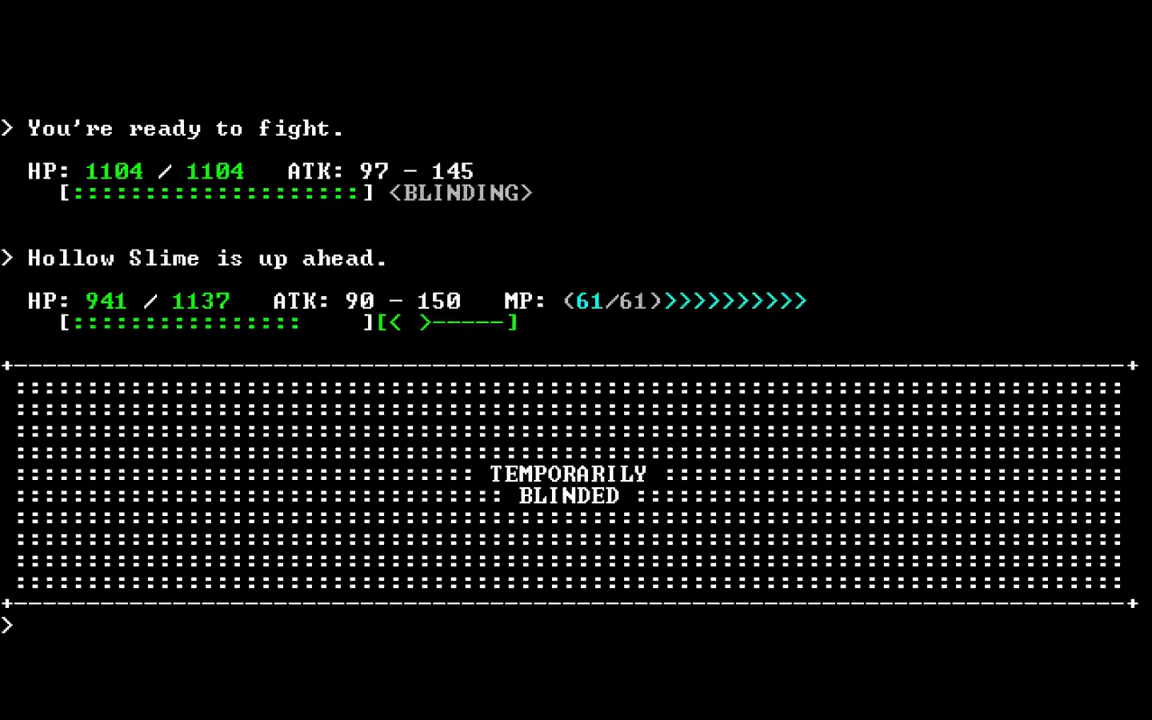 > You're ready to fight.
HP: 1104 / 1104 ATK: 97 - 145
[::::::::::::::::::::] <BLINDING>
> Hollow Slime is up ahead.
HP: 941 / 1137 ATK: 90 - 150 MP: (61/61)>>>>>>>>>>
[:::::::::::::::: ][< >-----]
TEMPORARILY
BLINDED
>